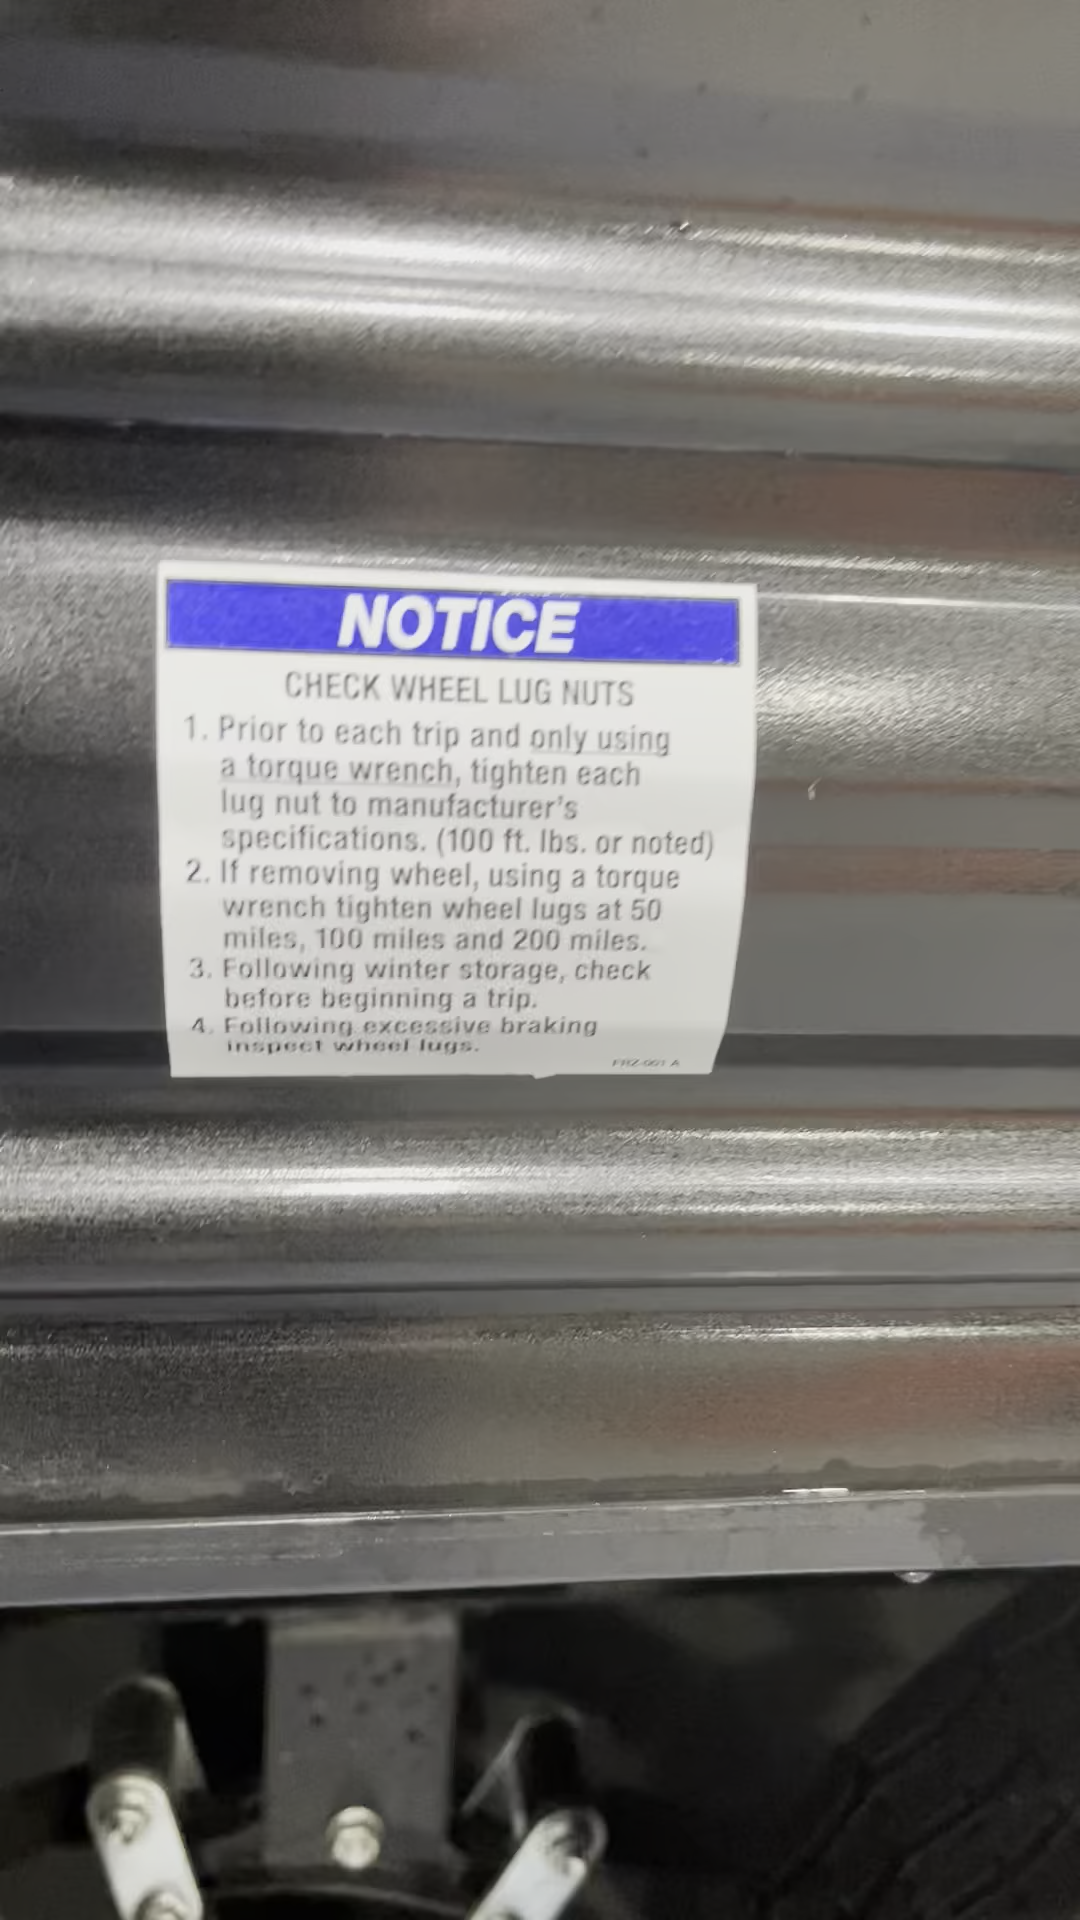 NOTICE
CHECK WHEEL LUG NUTS
1. Prior to each trip and only using
a torque wrench, tighten each
lug nut to manufacturer's
specifications. (100 ft. lbs. or noted)
2. If removing wheel, using a torque
wrench tighten wheel lugs at 50
miles, 100 miles and 200 miles.
3. Following winter storage, check
before beginning a trip.
4. Following excessive braking
inspect wheel lugs.